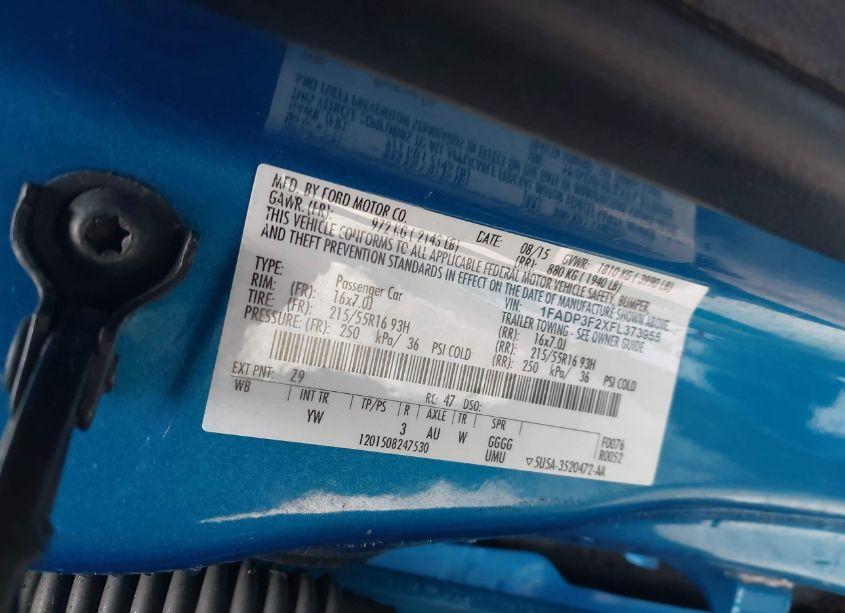 MFD. BY FORD MOTOR CO.
DATE: 08/15 GVWR: 1810 KG ( 3990 LB)
GAWR: (FR): 972 KG ( 2143 LB) (RR): 880 KG (1940 LB)
THIS VEHICLE CONFORMS TO ALL APPLICABLE FEDERAL MOTOR VEHICLE SAFETY, BUMPER,
AND THEFT PREVENTION STANDARDS IN EFFECT ON THE DATE OF MANUFACTURE SHOWN ABOVE.
VIN: 1FADP3F2XFL373955
TYPE: Passenger Car TRAILER TOWING - SEE OWNER GUIDE
RIM: (FR): 16x7.0J (RR): 16x7.0J
TIRE: (FR): 215/55R16 93H (RR): 215/55R16 93H
PRESSURE: (FR): 250 kPa/ 36 PSI COLD (RR): 250 kPa/ 36 PSI COLD
EXT PNT: Z9 RC: 47 DSO:
WB INT TR TP/PS R AXLE TR SPR
YW 3 AU W GGGG F0076
1201508247530 UMU R0052
▽5U5A-3520472-AA